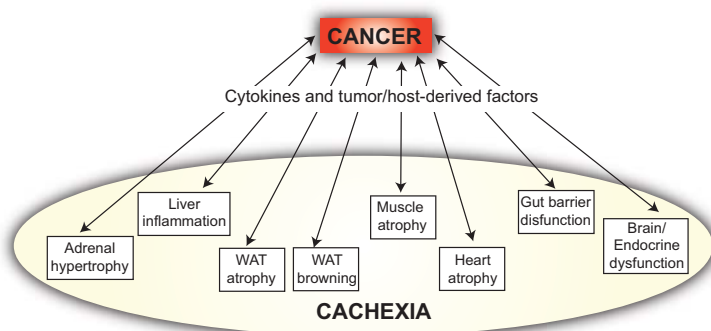 CANCER
Cytokines and tumor/host-derived factors
Liver
inflammation
Muscle
atrophy
Gut barrier
disfunction
Adrenal
hypertrophy
WAT
atrophy
WAT
browning
Heart
atrophy
Brain/
Endocrine
dysfunction
CACHEXIA